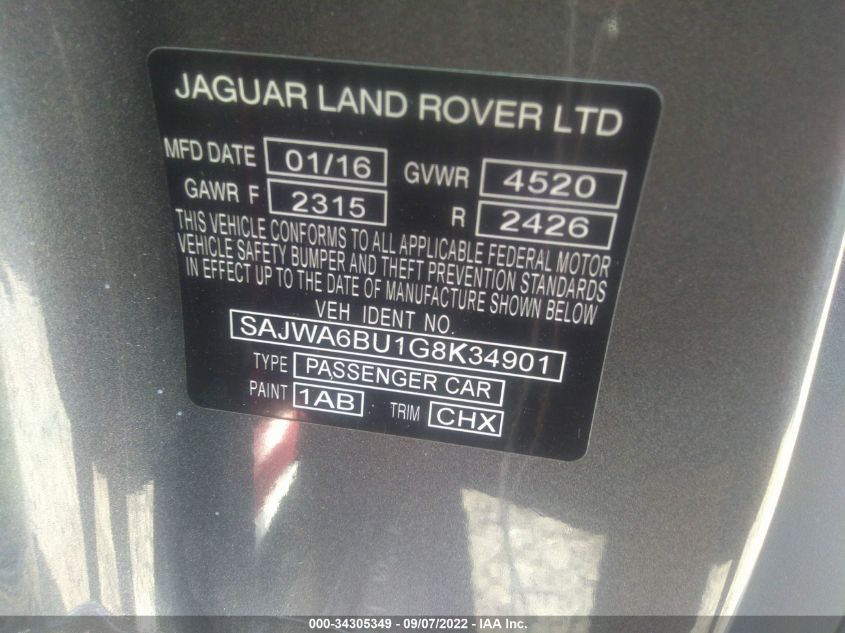 JAGUAR LAND ROVER LTD
MFD DATE 01/16 GVWR 4520
GAWR F 2315 R 2426
THIS VEHICLE CONFORMS TO ALL APPLICABLE FEDERAL MOTOR
VEHICLE SAFETY BUMPER AND THEFT PREVENTION STANDARDS
IN EFFECT UP TO THE DATE OF MANUFACTURE SHOWN BELOW
VEH IDENT NO.
SAJWA6BU1G8K34901
TYPE PASSENGER CAR
PAINT 1AB TRIM CHX
000-34305349 - 09/07/2022 - IAA Inc.